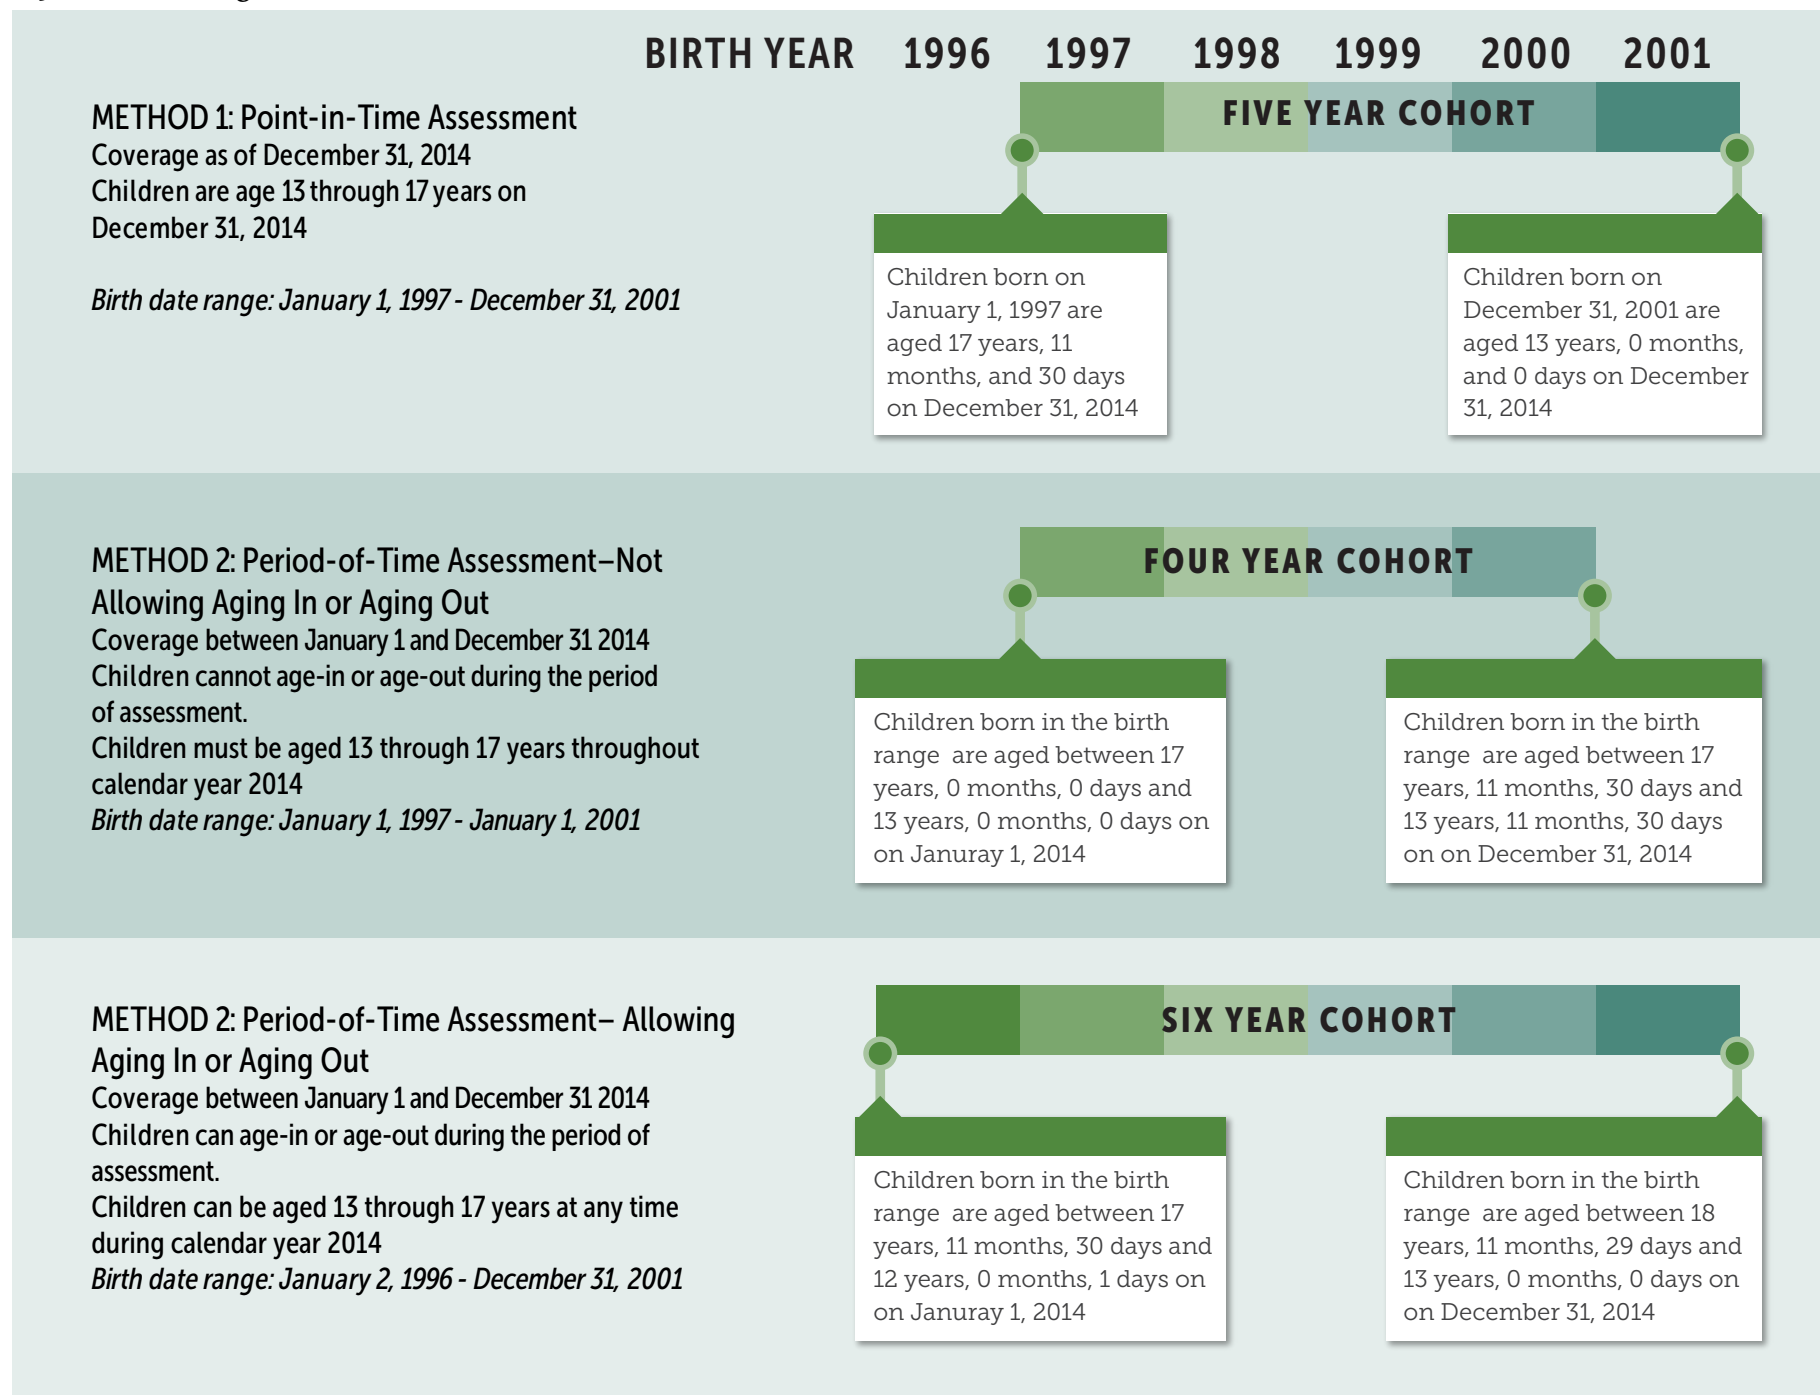 BIRTH YEAR 1996 1997 1998 1999 2000 2001
METHOD 1: Point-in-Time Assessment
Coverage as of December 31, 2014
Children are age 13 through 17 years on
December 31, 2014
Birth date range: January 1, 1997 - December 31, 2001
FIVE YEAR COHORT
Children born on
January 1, 1997 are
aged 17 years, 11
months, and 30 days
on December 31, 2014
Children born on
December 31, 2001 are
aged 13 years, 0 months,
and 0 days on December
31, 2014
METHOD 2: Period-of-Time Assessment–Not
Allowing Aging In or Aging Out
Coverage between January 1 and December 31 2014
Children cannot age-in or age-out during the period
of assessment.
Children must be aged 13 through 17 years throughout
calendar year 2014
Birth date range: January 1, 1997 - January 1, 2001
FOUR YEAR COHORT
Children born in the birth
range are aged between 17
years, 0 months, 0 days and
13 years, 0 months, 0 days on
on Januray 1, 2014
Children born in the birth
range are aged between 17
years, 11 months, 30 days and
13 years, 11 months, 30 days
on on December 31, 2014
METHOD 2: Period-of-Time Assessment– Allowing
Aging In or Aging Out
Coverage between January 1 and December 31 2014
Children can age-in or age-out during the period of
assessment.
Children can be aged 13 through 17 years at any time
during calendar year 2014
Birth date range: January 2, 1996 - December 31, 2001
SIX YEAR COHORT
Children born in the birth
range are aged between 17
years, 11 months, 30 days and
12 years, 0 months, 1 days on
on Januray 1, 2014
Children born in the birth
range are aged between 18
years, 11 months, 29 days and
13 years, 0 months, 0 days on
on December 31, 2014